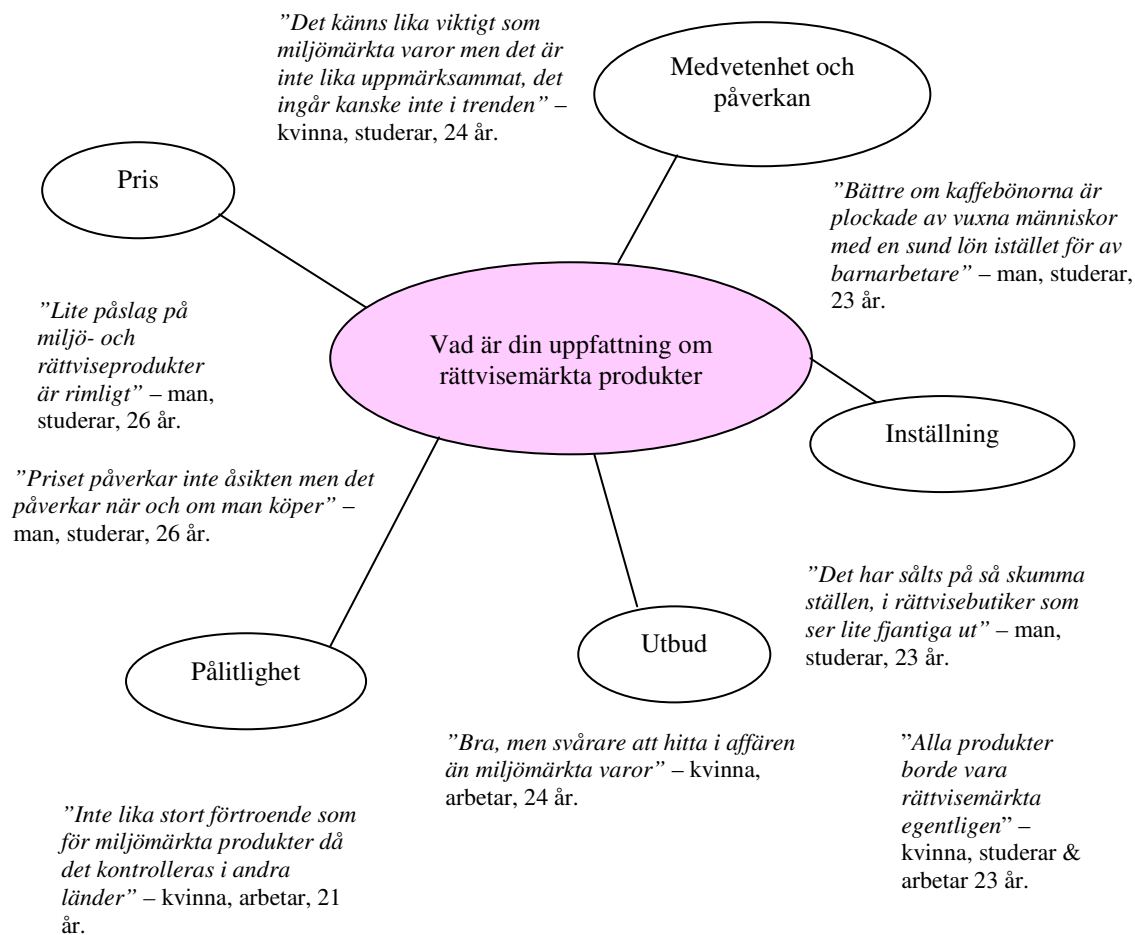 ”Det känns lika viktigt som
miljömärkta varor men det är
inte lika uppmärksammat, det
ingår kanske inte i trenden” –
kvinna, studerar, 24 år.
Medvetenhet och
påverkan
Pris
”Bättre om kaffebönorna är
plockade av vuxna människor
med en sund lön istället för av
barnarbetare” – man, studerar,
23 år.
”Lite påslag på
miljö- och
rättviseprodukter
är rimligt” – man,
studerar, 26 år.
Vad är din uppfattning om
rättvisemärkta produkter
Inställning
”Priset påverkar inte åsikten men det
påverkar när och om man köper” –
man, studerar, 26 år.
”Det har sålts på så skumma
ställen, i rättvisebutiker som
ser lite fjantiga ut” – man,
studerar, 23 år.
Pålitlighet
Utbud
”Bra, men svårare att hitta i affären
än miljömärkta varor” – kvinna,
arbetar, 24 år.
”Alla produkter
borde vara
rättvisemärkta
egentligen” –
kvinna, studerar &
arbetar 23 år.
”Inte lika stort förtroende som
för miljömärkta produkter då
det kontrolleras i andra
länder” – kvinna, arbetar, 21
år.